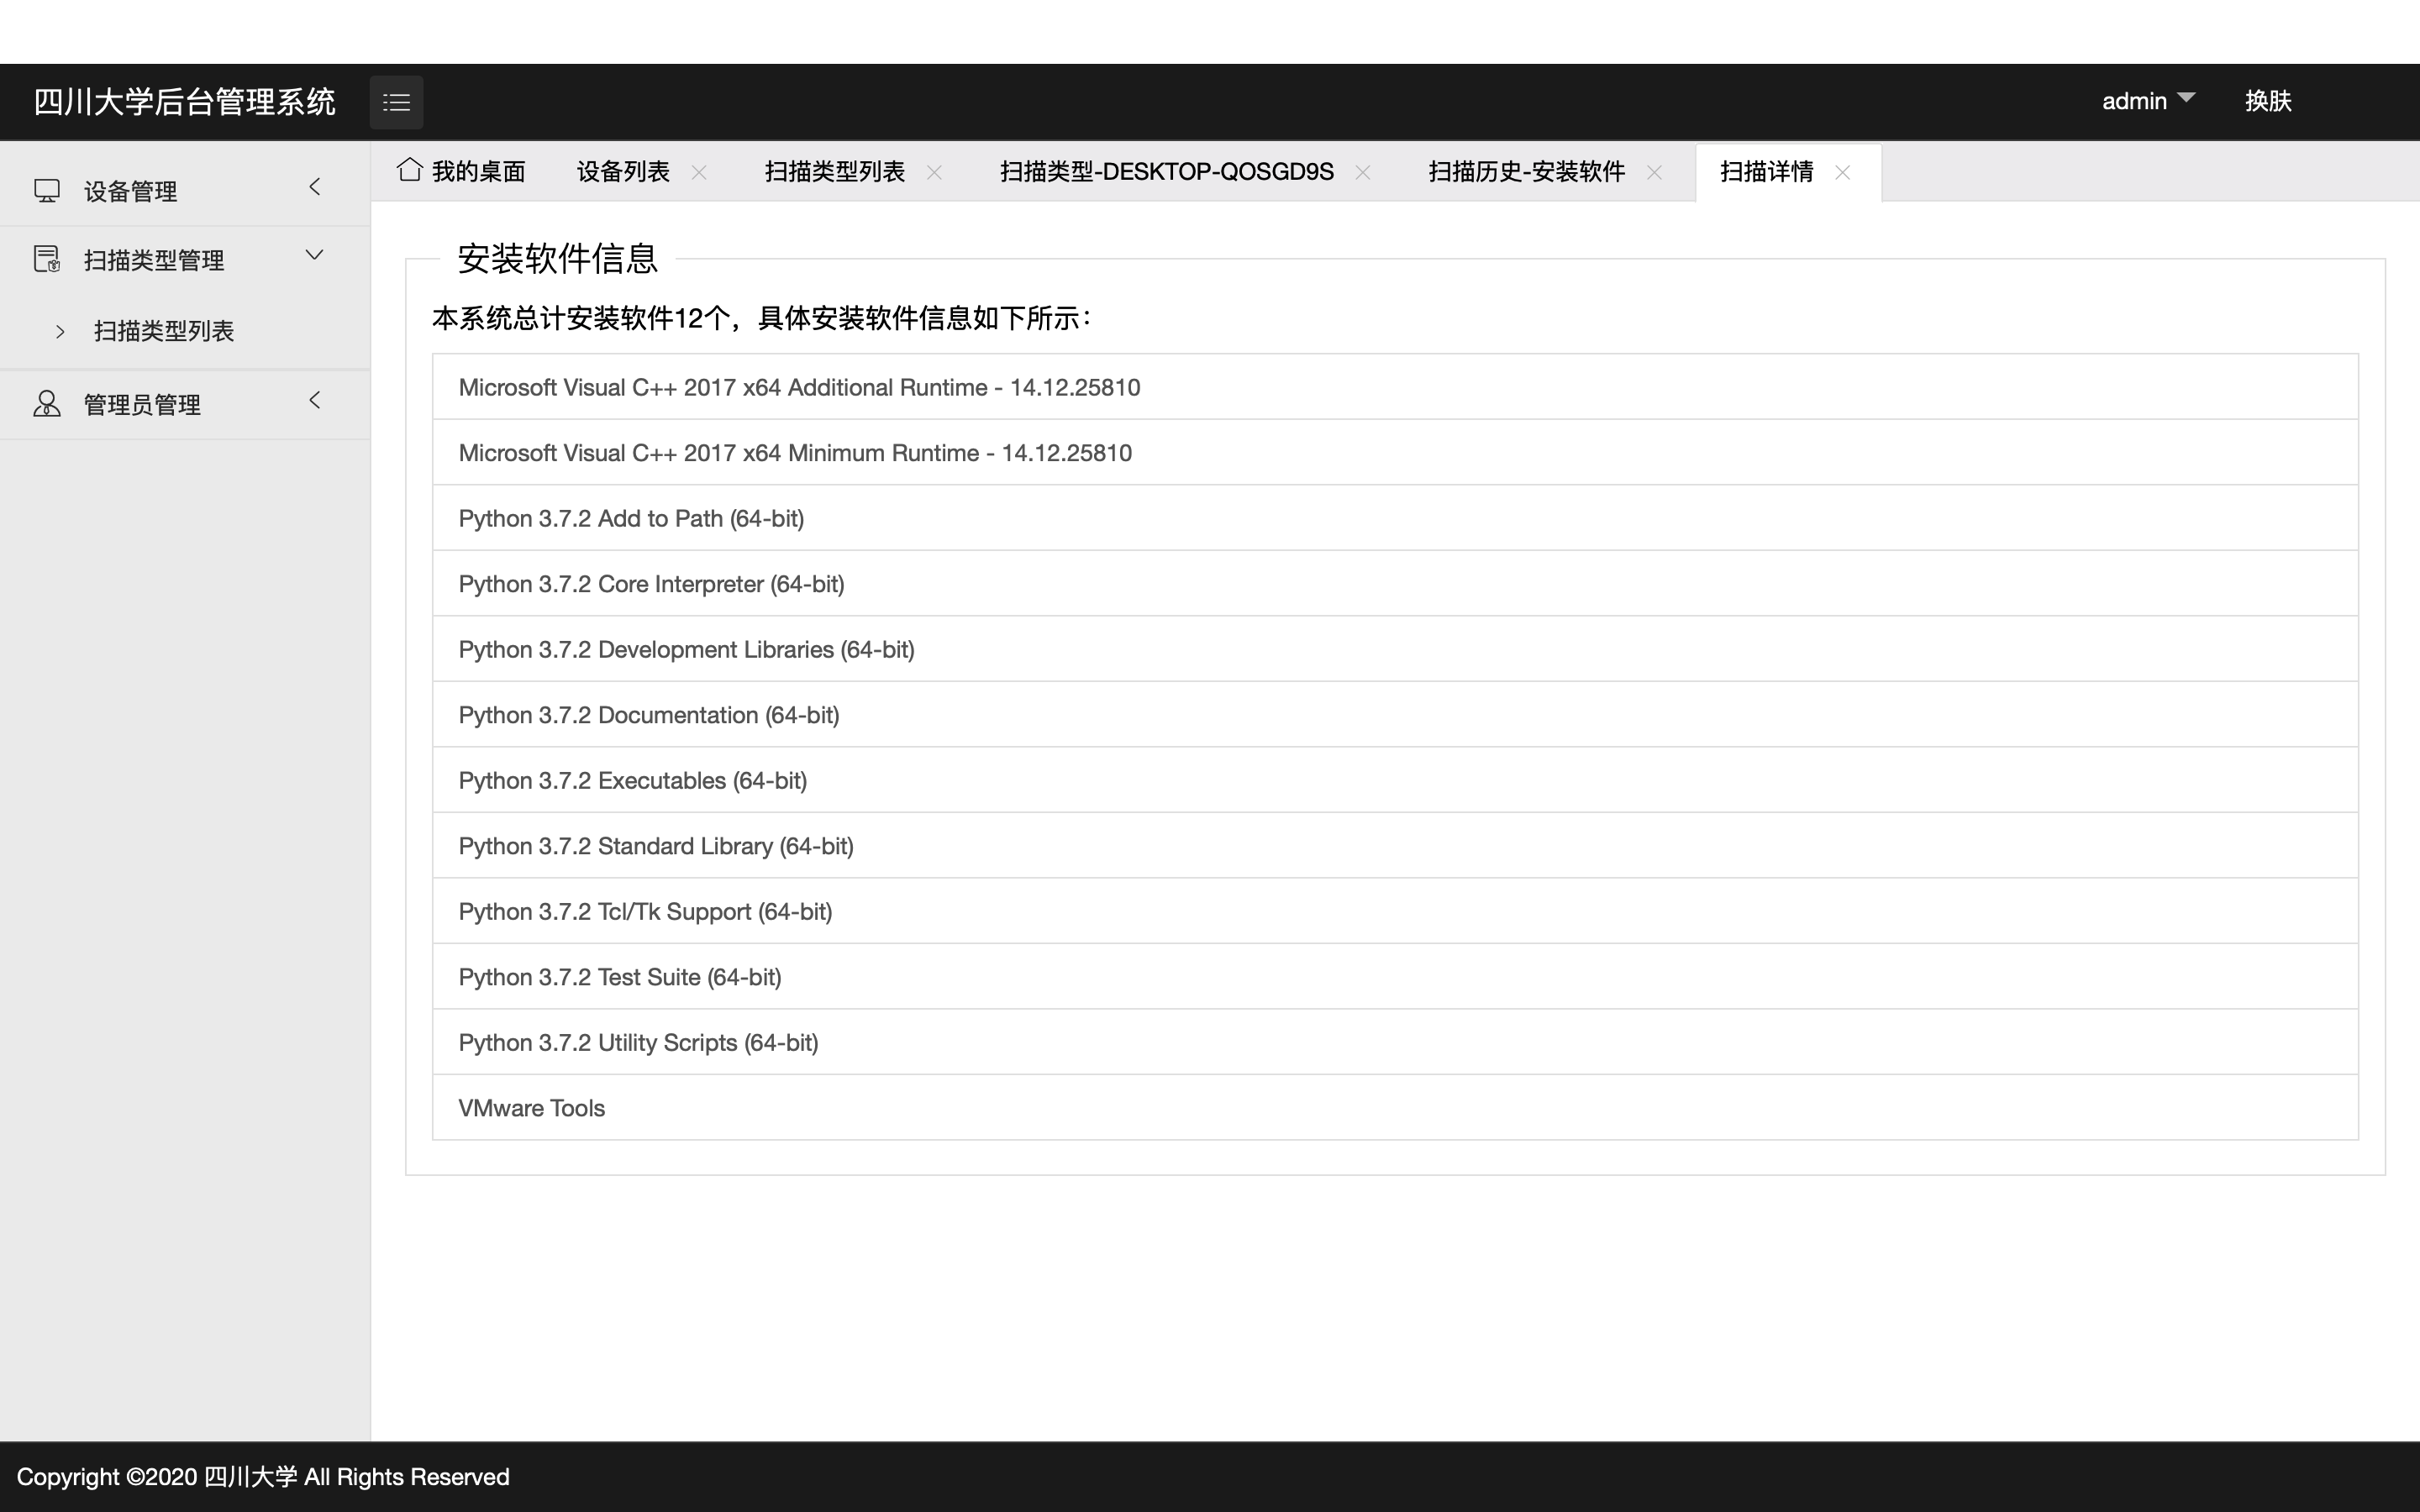 四川大学后台管理系统
admin 换肤
设备管理
扫描类型管理
扫描类型列表
管理员管理
我的桌面 设备列表 扫描类型列表 扫描类型-DESKTOP-QOSGD9S 扫描历史-安装软件 扫描详情
安装软件信息
本系统总计安装软件12个，具体安装软件信息如下所示：
Microsoft Visual C++ 2017 x64 Additional Runtime - 14.12.25810
Microsoft Visual C++ 2017 x64 Minimum Runtime - 14.12.25810
Python 3.7.2 Add to Path (64-bit)
Python 3.7.2 Core Interpreter (64-bit)
Python 3.7.2 Development Libraries (64-bit)
Python 3.7.2 Documentation (64-bit)
Python 3.7.2 Executables (64-bit)
Python 3.7.2 Standard Library (64-bit)
Python 3.7.2 Tcl/Tk Support (64-bit)
Python 3.7.2 Test Suite (64-bit)
Python 3.7.2 Utility Scripts (64-bit)
VMware Tools
Copyright ©2020 四川大学 All Rights Reserved